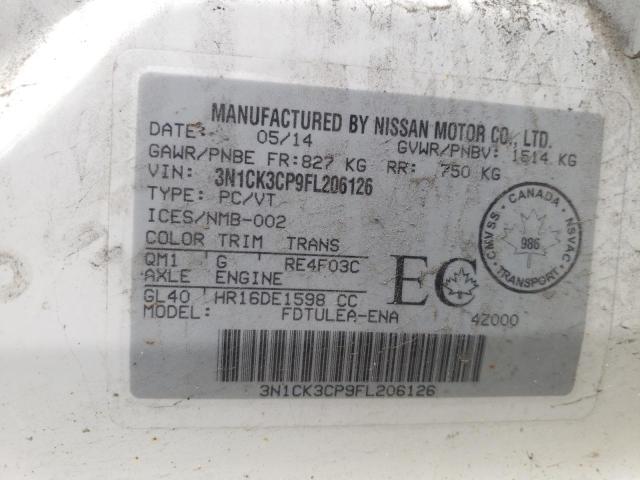 MANUFACTURED BY NISSAN MOTOR CO., LTD.
DATE: 05/14 GVWR/PNBV: 1514 KG
GAWR/PNBE FR: 827 KG RR: 750 KG
VIN: 3N1CK3CP9FL206126
TYPE: PC/VT
ICES/NMB-002
COLOR TRIM TRANS
QM1 G RE4F03C
AXLE ENGINE
GL40 HR16DE1598 CC
MODEL: FDTULEA-ENA
EC
4Z000
C.M.V.S.S. • CANADA • NSVAC • TRANSPORT
986
3N1CK3CP9FL206126